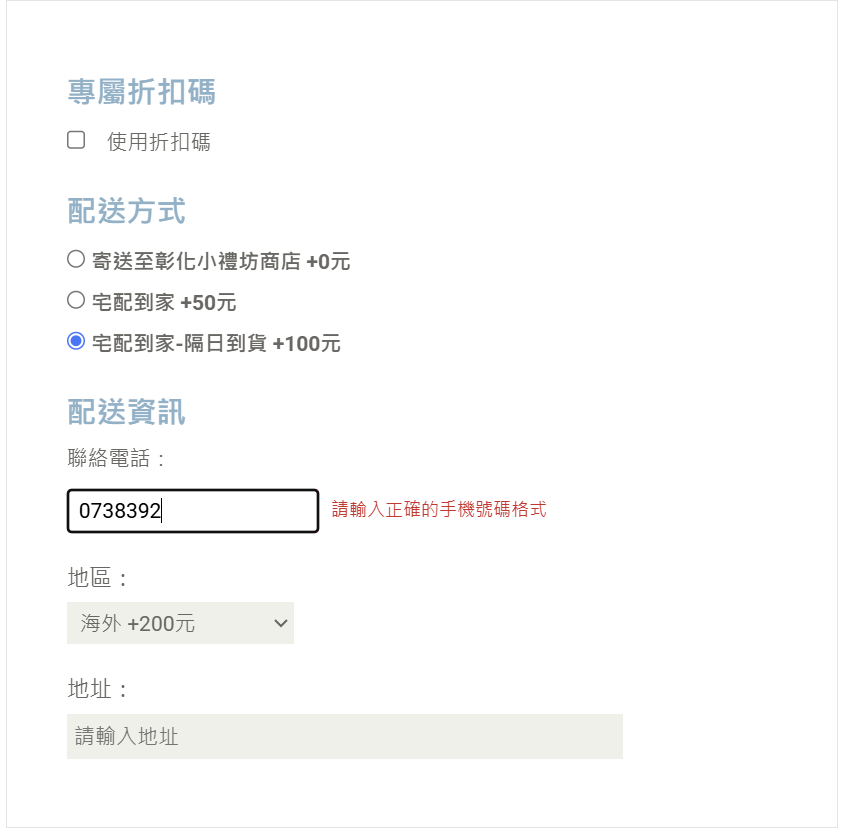 專屬折扣碼
使用折扣碼
配送方式
寄送至彰化小禮坊商店 +0元
宅配到家 +50元
宅配到家-隔日到貨 +100元
配送資訊
聯絡電話：
0738392 請輸入正確的手機號碼格式
地區：
海外 +200元
地址：
請輸入地址